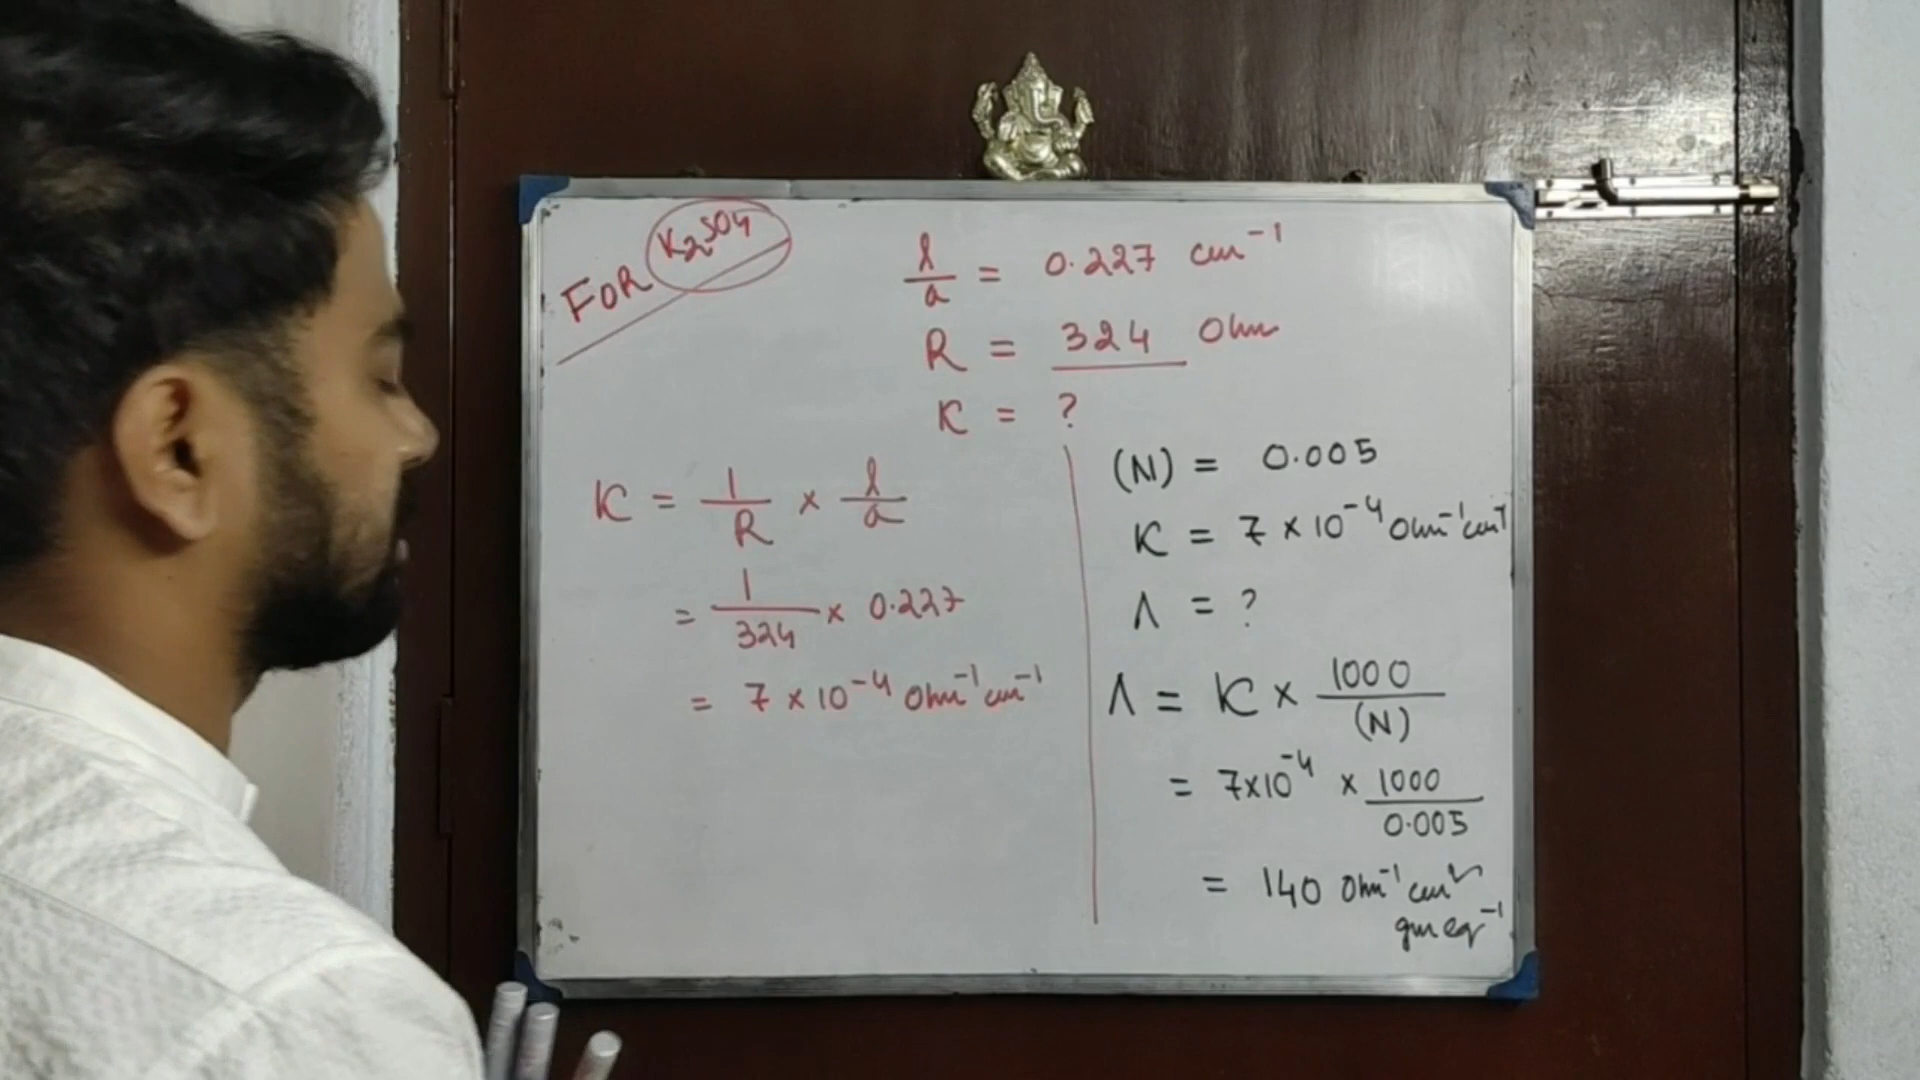 FOR K2SO4
l/a = 0.227 cm⁻¹
R = 324 Ohm
K = ?
K = 1/R × l/a
= 1/324 × 0.227
= 7 × 10⁻⁴ Ohm⁻¹ cm⁻¹
(N) = 0.005
K = 7 × 10⁻⁴ Ohm⁻¹ cm⁻¹
Λ = ?
Λ = K × 1000/(N)
= 7×10⁻⁴ × 1000/0.005
= 140 Ohm⁻¹ cm²
gm eq⁻¹